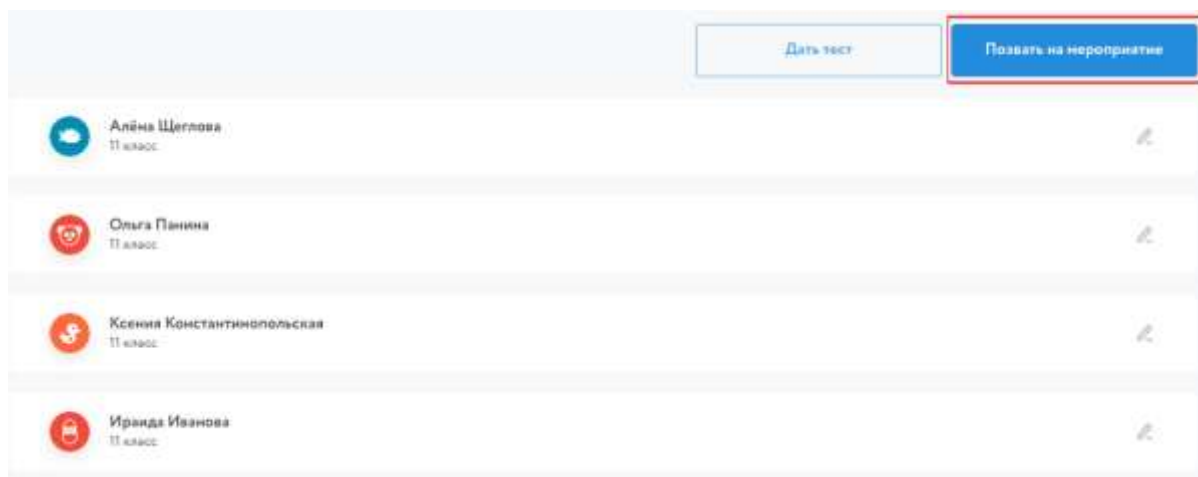 Дать тест
Позвать на мероприятие
Алёна Щеглова
11 класс
Ольга Панина
11 класс
Ксения Константинопольская
11 класс
Ираида Иванова
11 класс